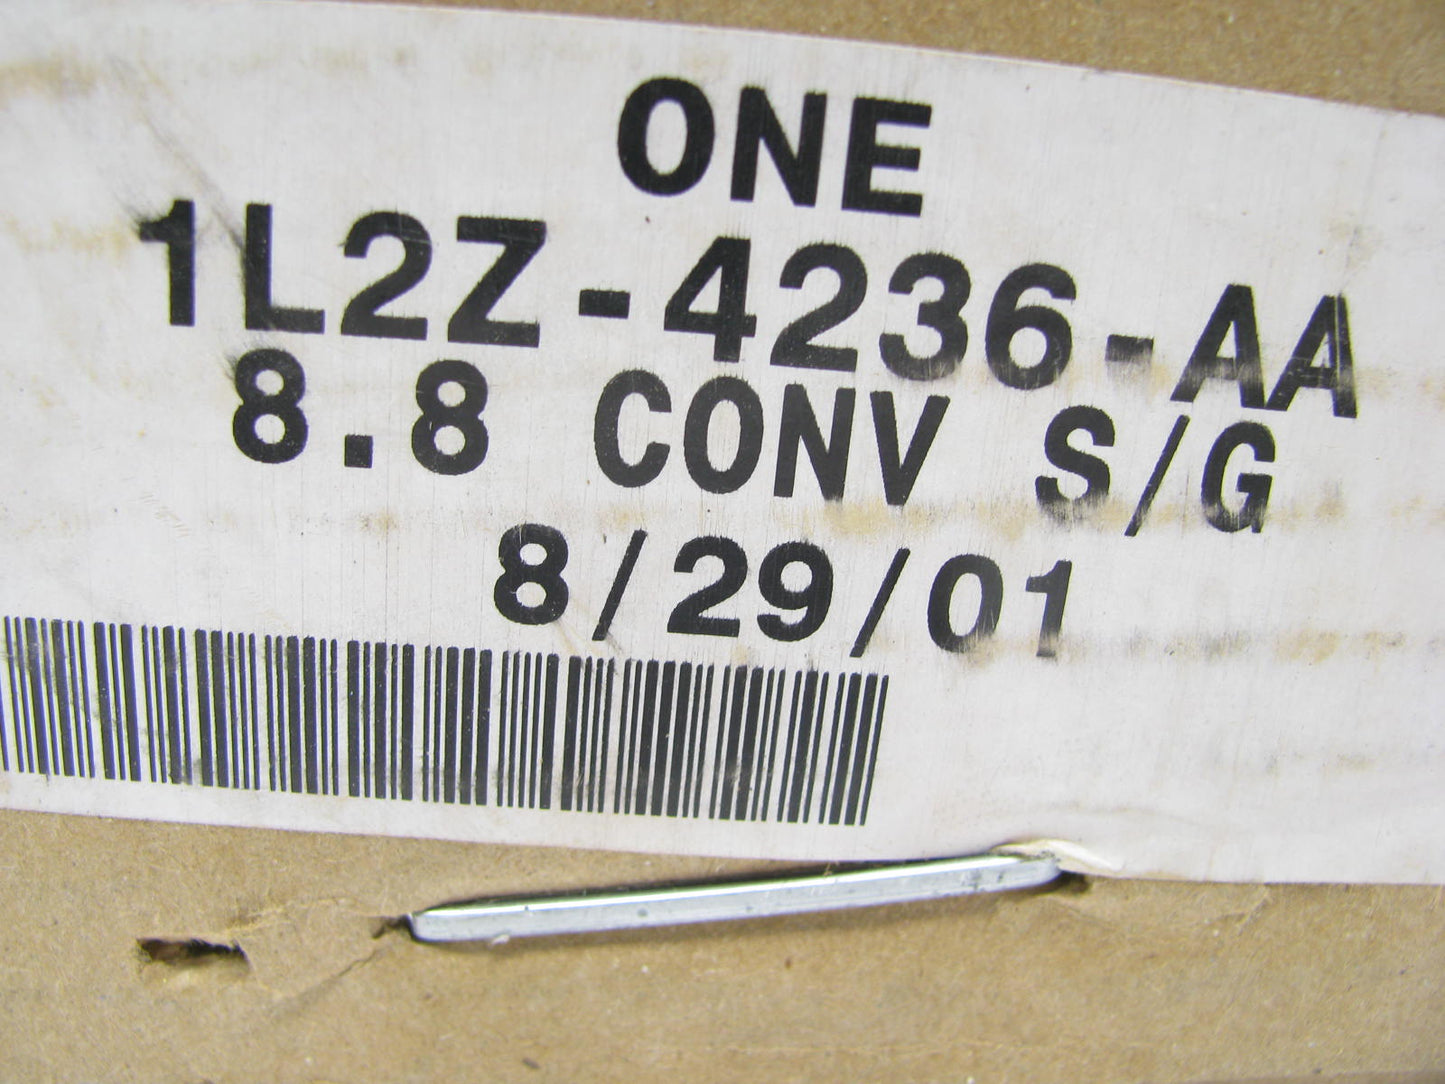 ONE
1L2Z-4236-AA
8.8 CONV S/G
8/29/01